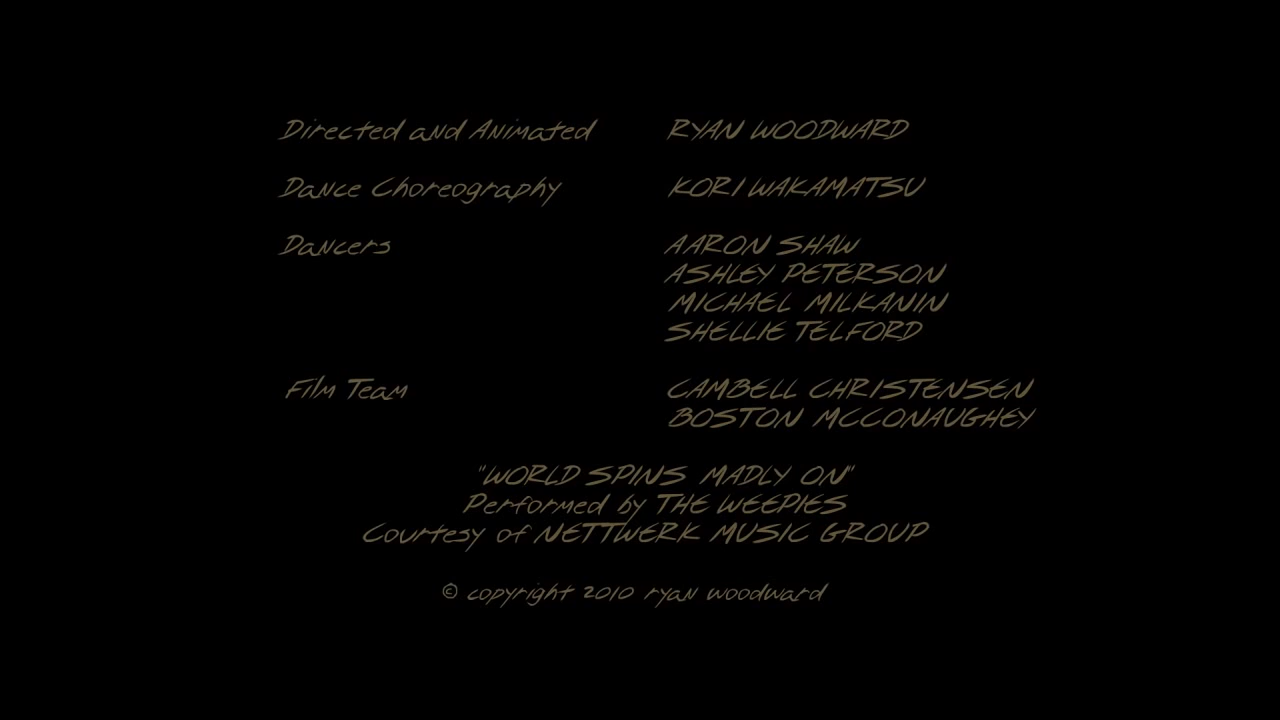 Directed and Animated RYAN WOODWARD
Dance Choreography KORI WAKAMATSU
Dancers AARON SHAW
ASHLEY PETERSON
MICHAEL MILKANIN
SHELLIE TELFORD
Film Team CAMBELL CHRISTENSEN
BOSTON MCCONAUGHEY
"WORLD SPINS MADLY ON"
Performed by THE WEEPIES
Courtesy of NETTWERK MUSIC GROUP
© copyright 2010 ryan woodward